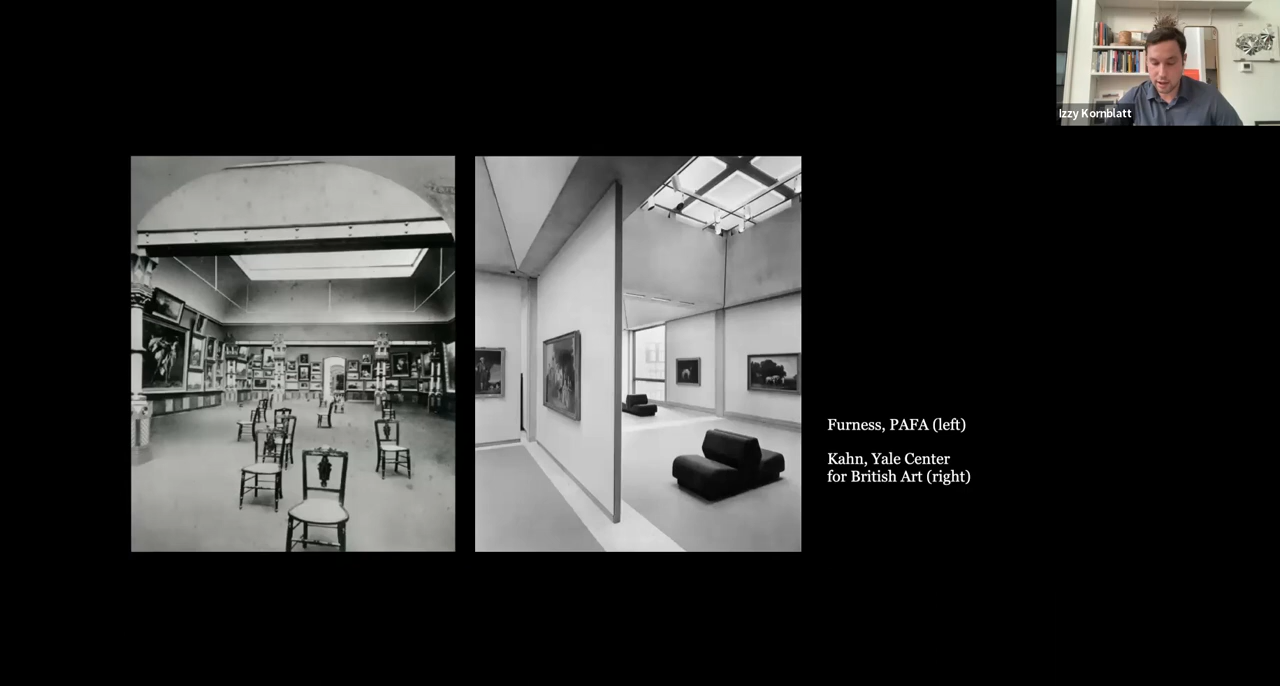 Izzy Kornblatt
Furness, PAFA (left)
Kahn, Yale Center
for British Art (right)